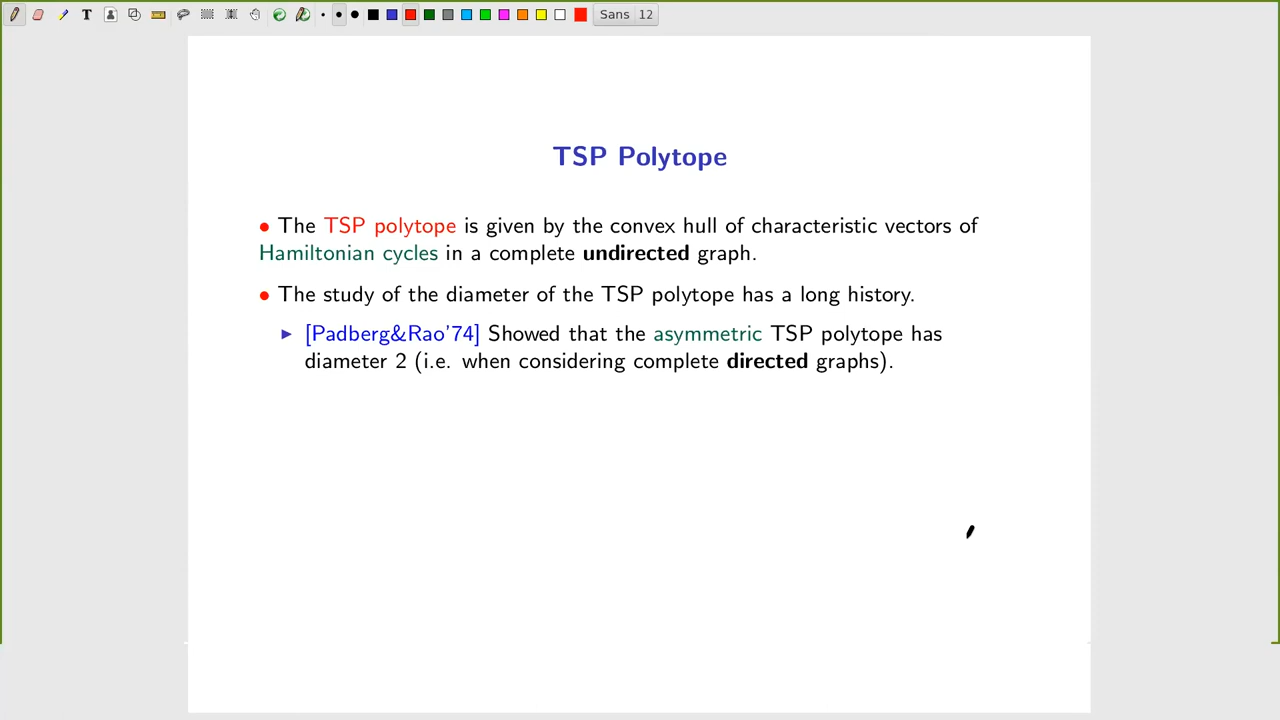 T
Sans 12
TSP Polytope
• The TSP polytope is given by the convex hull of characteristic vectors of
Hamiltonian cycles in a complete undirected graph.
• The study of the diameter of the TSP polytope has a long history.
▶ [Padberg&Rao'74] Showed that the asymmetric TSP polytope has
diameter 2 (i.e. when considering complete directed graphs).